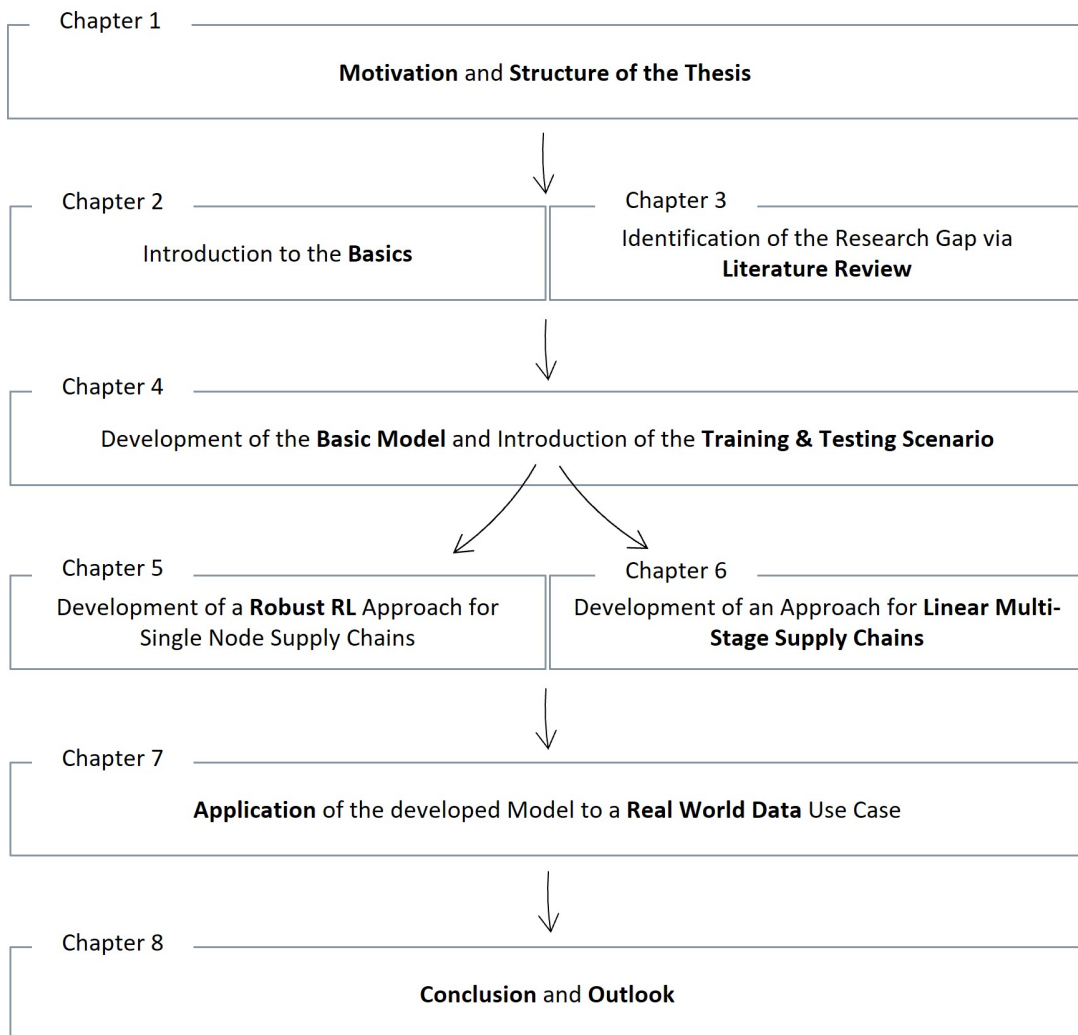 Chapter 1
Motivation and Structure of the Thesis
Chapter 2
Introduction to the Basics
Chapter 3
Identification of the Research Gap via
Literature Review
Chapter 4
Development of the Basic Model and Introduction of the Training & Testing Scenario
Chapter 5
Development of a Robust RL Approach for
Single Node Supply Chains
Chapter 6
Development of an Approach for Linear Multi-
Stage Supply Chains
Chapter 7
Application of the developed Model to a Real World Data Use Case
Chapter 8
Conclusion and Outlook